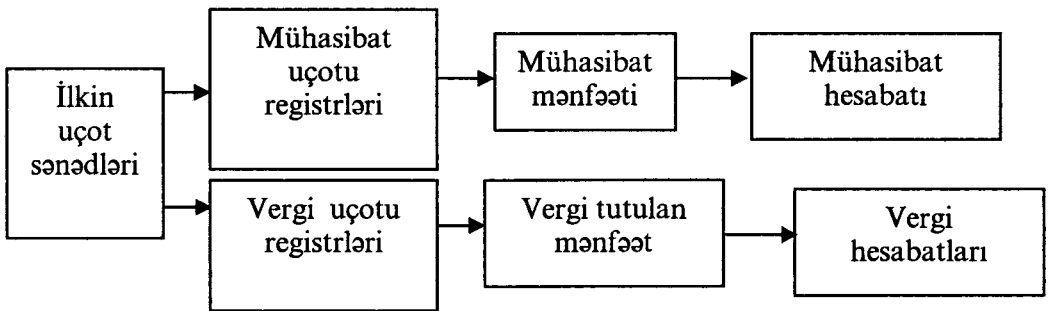 İlkin
uçot
sənədləri
Mühasibat
uçotu
registrləri
Mühasibat
mənfəəti
Mühasibat
hesabatı
Vergi uçotu
registrləri
Vergi tutulan
mənfəət
Vergi
hesabatları